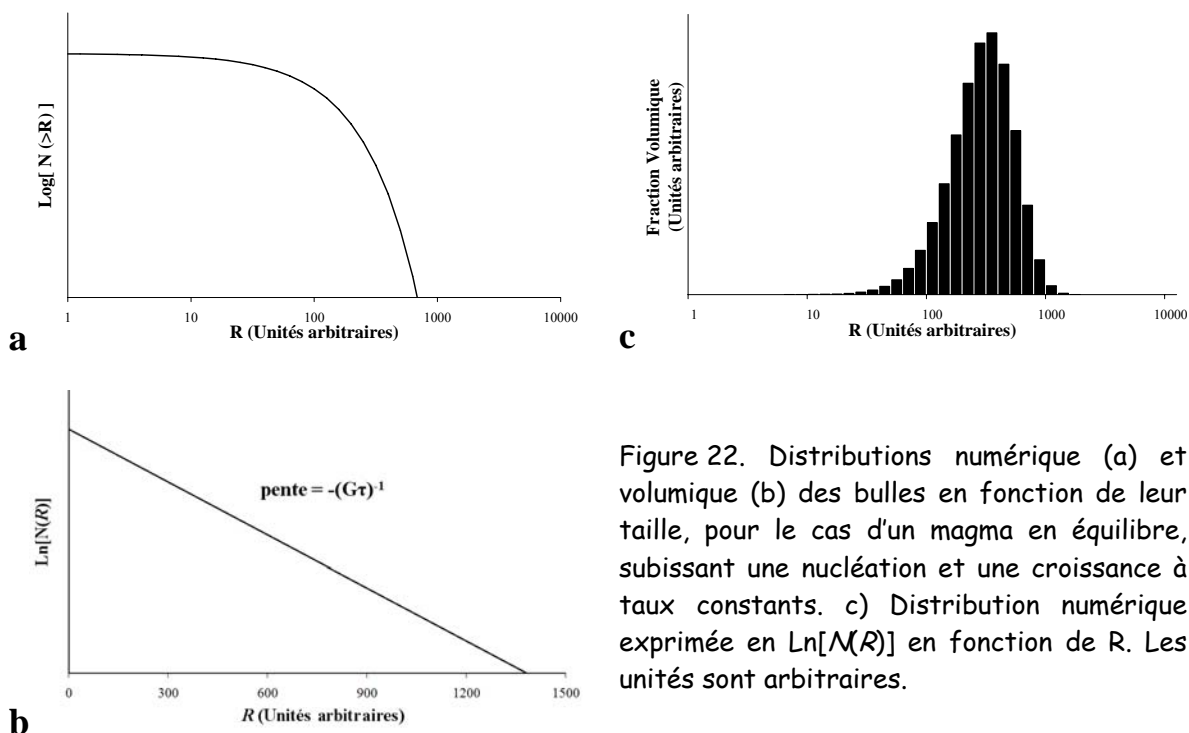 Log[ N (>R) ]
1 10 100 1000 10000
R (Unités arbitraires)
a
Fraction Volumique
(Unités arbitraires)
1 10 100 1000 10000
R (Unités arbitraires)
c
Ln[N(R)]
pente = -(Gτ)-1
0 300 600 900 1200 1500
R (Unités arbitraires)
b
Figure 22. Distributions numérique (a) et
volumique (b) des bulles en fonction de leur
taille, pour le cas d'un magma en équilibre,
subissant une nucléation et une croissance à
taux constants. c) Distribution numérique
exprimée en Ln[N(R)] en fonction de R. Les
unités sont arbitraires.